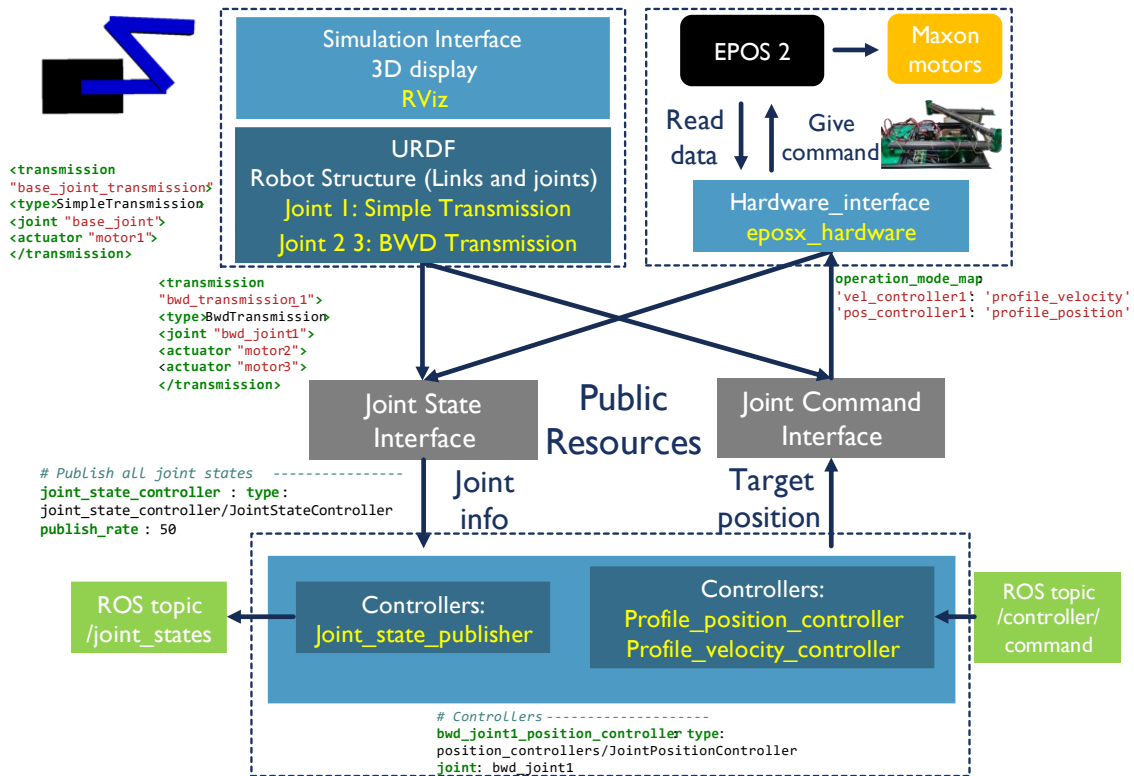 Simulation Interface
3D display
RViz
URDF
Robot Structure (Links and joints)
Joint 1: Simple Transmission
Joint 2 3: BWD Transmission
EPOS 2
Maxon
motors
Read
data
Give
command
Hardware_interface
eposx_hardware
<transmission
"base_joint_transmission">
<type>SimpleTransmission>
<joint "base_joint">
<actuator "motor1">
</transmission>
<transmission
"bwd_transmission_1">
<type>BwdTransmission>
<joint "bwd_joint1">
<actuator "motor2">
<actuator "motor3">
</transmission>
operation_mode_map:
'vel_controller1': 'profile_velocity'
'pos_controller1': 'profile_position'
Joint State
Interface
Public
Resources
Joint Command
Interface
# Publish all joint states ----------------
joint_state_controller : type:
joint_state_controller/JointStateController
publish_rate : 50
Joint
info
Target
position
ROS topic
/joint_states
Controllers:
Joint_state_publisher
Controllers:
Profile_position_controller
Profile_velocity_controller
ROS topic
/controller/
command
# Controllers --------------------
bwd_joint1_position_controller: type:
position_controllers/JointPositionController
joint: bwd_joint1